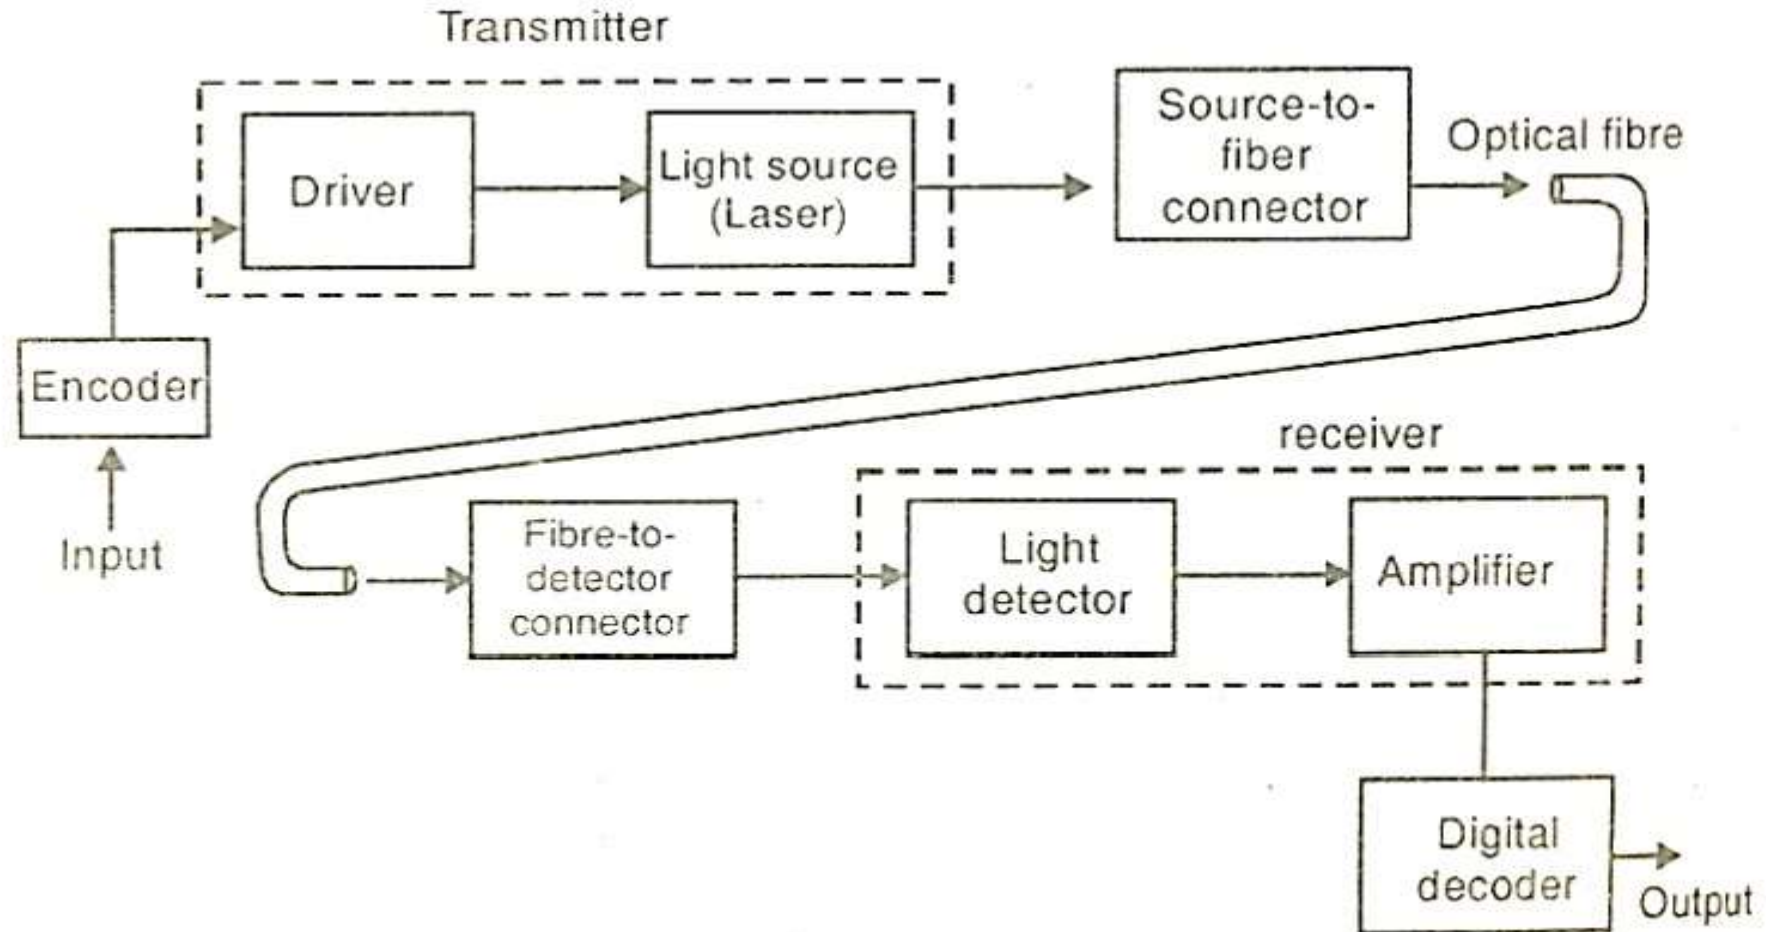 Transmitter
Driver
Light source
(Laser)
Source-to-
fiber
connector
Optical fibre
Encoder
Input
receiver
Fibre-to-
detector
connector
Light
detector
Amplifier
Digital
decoder
Output